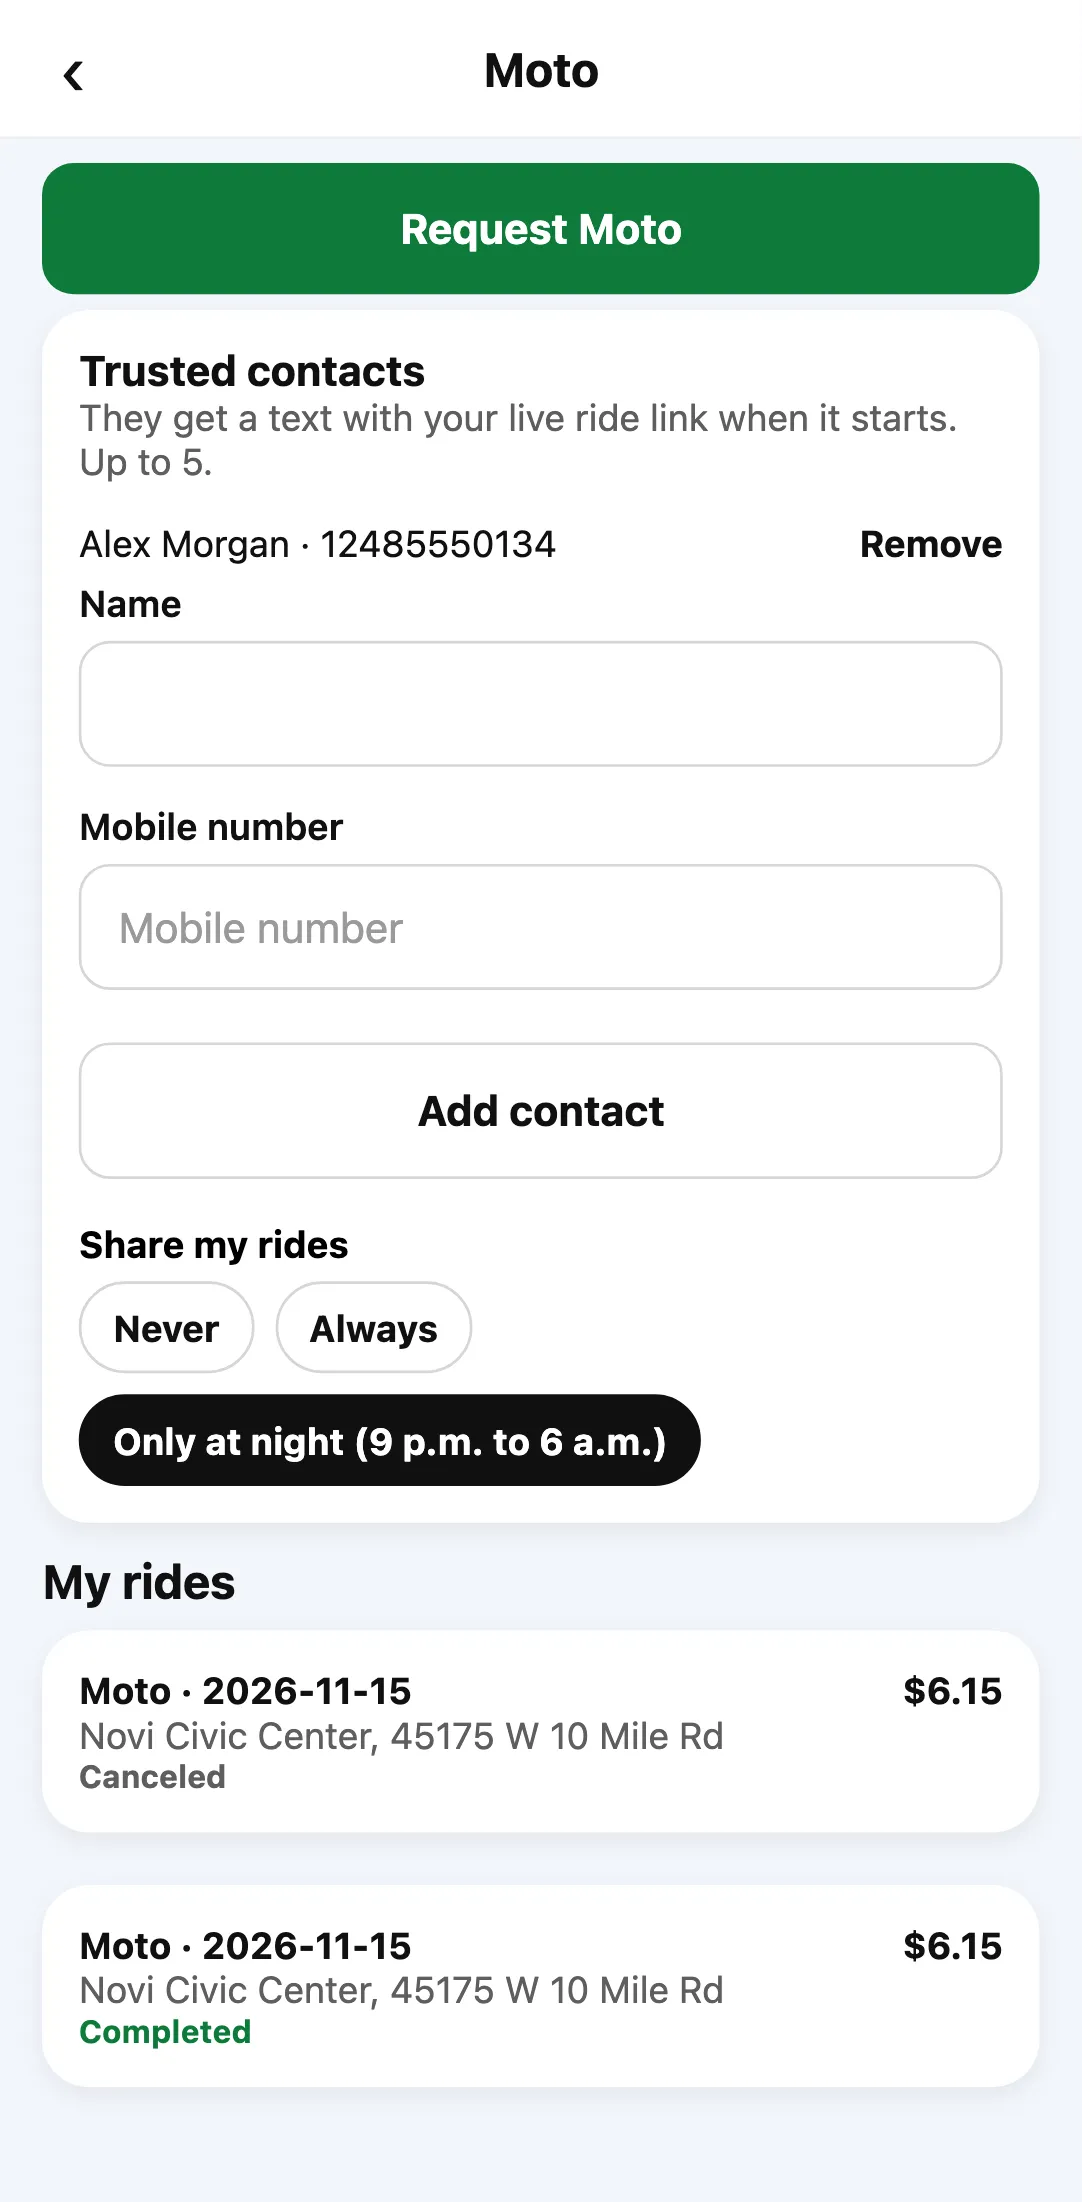 Moto
Request Moto
Trusted contacts
They get a text with your live ride link when it starts.
Up to 5.
Alex Morgan · 12485550134
Remove
Name
Mobile number
Mobile number
Add contact
Share my rides
Never
Always
Only at night (9 p.m. to 6 a.m.)
My rides
Moto · 2026-11-15
$6.15
Novi Civic Center, 45175 W 10 Mile Rd
Canceled
Moto · 2026-11-15
$6.15
Novi Civic Center, 45175 W 10 Mile Rd
Completed